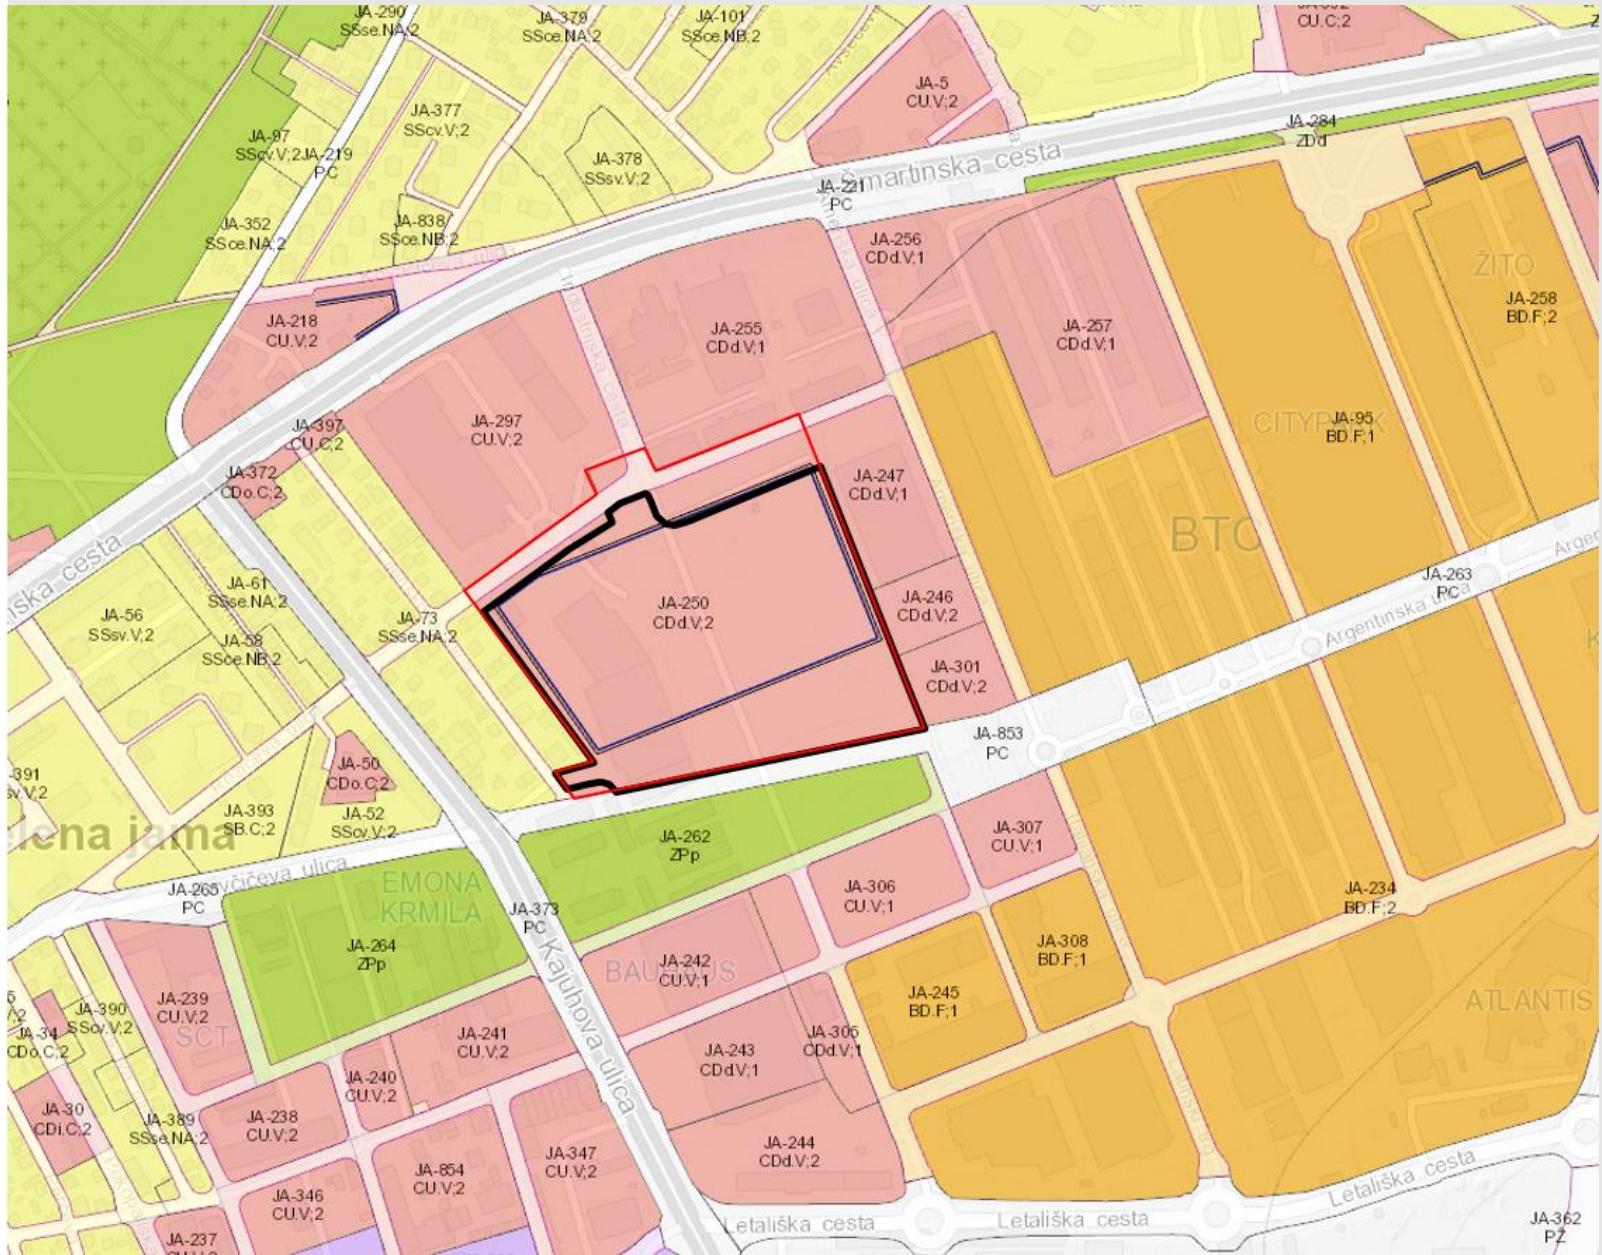 JA-290
SSse.NA;2
JA-379
SSce.NA;2
JA-101
SSce.NB;2
CU.C;2
JA-5
CU.V;2
JA-377
SScv.V;2
JA-97
SScv.V;2
JA-219
PC
JA-378
SSsv.V;2
JA-284
ZDd
Šmartinska cesta
JA-221
PC
JA-352
SSce.NA;2
JA-838
SSce.NB;2
JA-256
CDd.V;1
ŽITO
JA-258
BD.F;2
JA-218
CU.V;2
Industrijska cesta
JA-255
CDd.V;1
JA-257
CDd.V;1
JA-297
CU.V;2
JA-397
CU.C;2
CITYPARK
JA-95
BD.F;1
JA-372
CDo.C;2
JA-247
CDd.V;1
BTC
JA-61
SSse.NA;2
JA-263
PC
JA-56
SSsv.V;2
JA-58
SSce.NB;2
JA-73
SSse.NA;2
JA-250
CDd.V;2
JA-246
CDd.V;2
Argentinska ulica
JA-301
CDd.V;2
JA-853
PC
JA-50
CDo.C;2
JA-393
SB.C;2
JA-52
SScv.V;2
JA-262
ZPp
JA-307
CU.V;1
JA-265
PC
EMONA
KRMILA
JA-373
PC
JA-306
CU.V;1
JA-234
BD.F;2
JA-264
ZPp
Kajuhova ulica
BAUHAUS
JA-242
CU.V;1
JA-308
BD.F;1
JA-245
BD.F;1
ATLANTIS
JA-239
CU.V;2
SCT
JA-390
SScv.V;2
JA-34
CDo.C;2
JA-241
CU.V;2
JA-243
CDd.V;1
JA-305
CDd.V;1
JA-240
CU.V;2
JA-30
CDi.C;2
JA-389
SSse.NA;2
JA-238
CU.V;2
JA-244
CDd.V;2
JA-854
CU.V;2
JA-347
CU.V;2
JA-346
CU.V;2
Letališka cesta
Letališka cesta
Letališka cesta
JA-362
PZ
JA-237